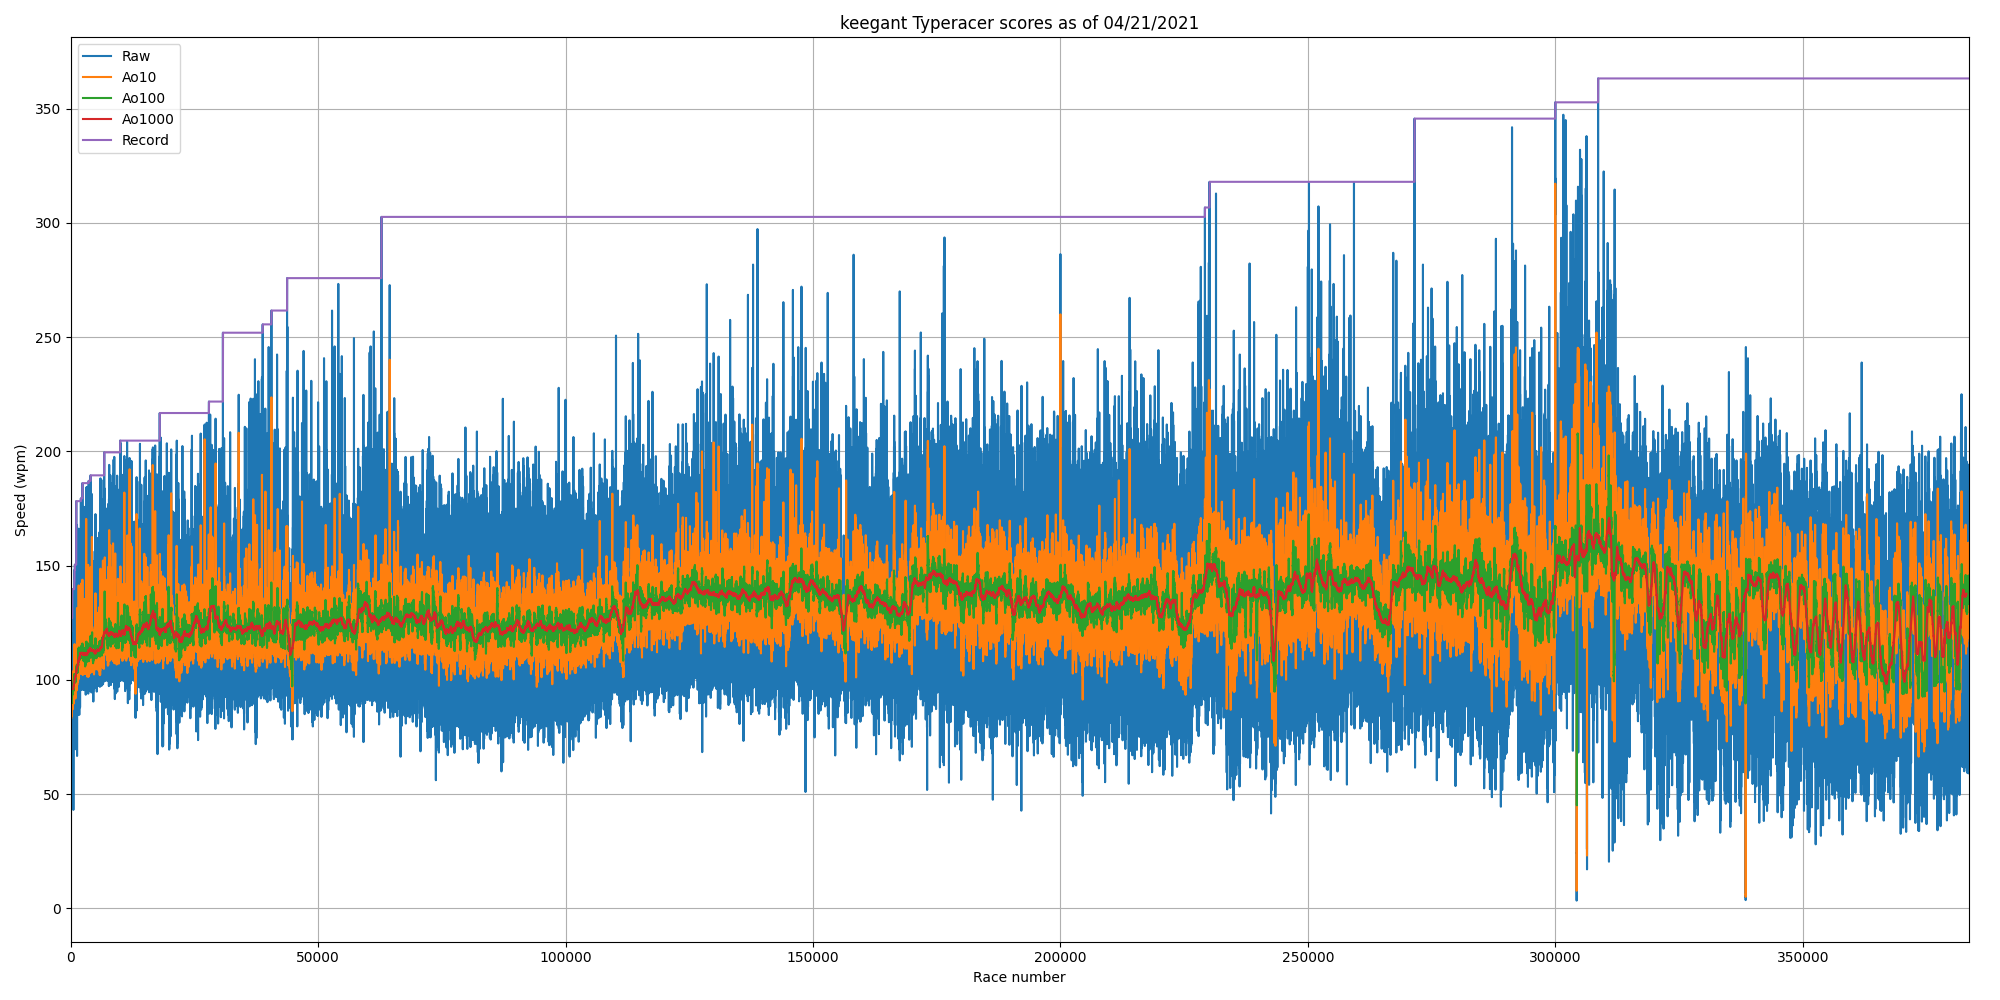 keegant Typeracer scores as of 04/21/2021
Raw
Ao10
Ao100
Ao1000
Record
Speed (wpm)
350
300
250
200
150
100
50
0
0 50000 100000 150000 200000 250000 300000 350000
Race number